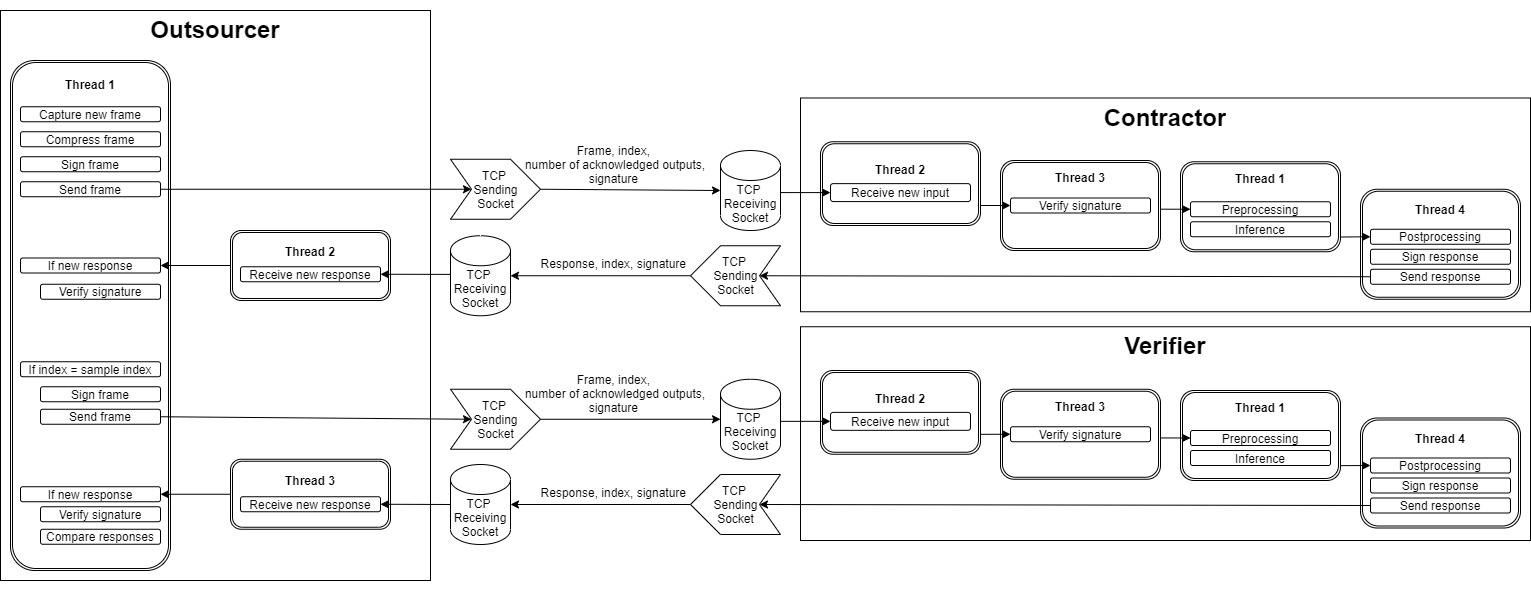 Outsourcer
Thread 1
Capture new frame
Compress frame
Sign frame
Send frame
If new response
Verify signature
If index = sample index
Sign frame
Send frame
If new response
Verify signature
Compare responses
Thread 2
Receive new response
Thread 3
Receive new response
TCP
Sending
Socket
Frame, index,
number of acknowledged outputs,
signature
TCP
Receiving
Socket
TCP
Receiving
Socket
Response, index, signature
TCP
Sending
Socket
TCP
Sending
Socket
Frame, index,
number of acknowledged outputs,
signature
TCP
Receiving
Socket
TCP
Receiving
Socket
Response, index, signature
TCP
Sending
Socket
Contractor
Thread 2
Receive new input
Thread 3
Verify signature
Thread 1
Preprocessing
Inference
Thread 4
Postprocessing
Sign response
Send response
Verifier
Thread 2
Receive new input
Thread 3
Verify signature
Thread 1
Preprocessing
Inference
Thread 4
Postprocessing
Sign response
Send response